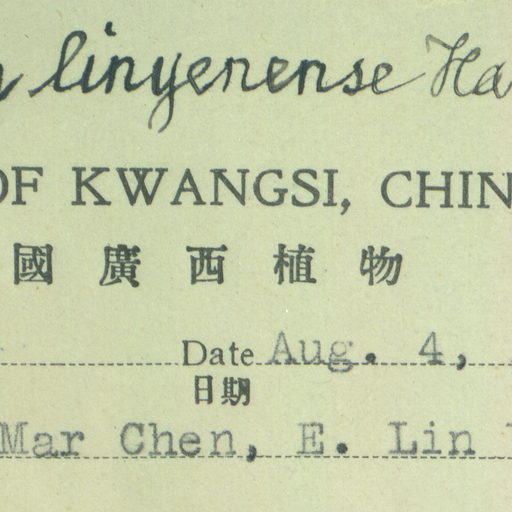 linyenense Ha
OF KWANGSI, CHIN
國廣西植物
Date Aug. 4,
日期
Mar Chen, E. Lin